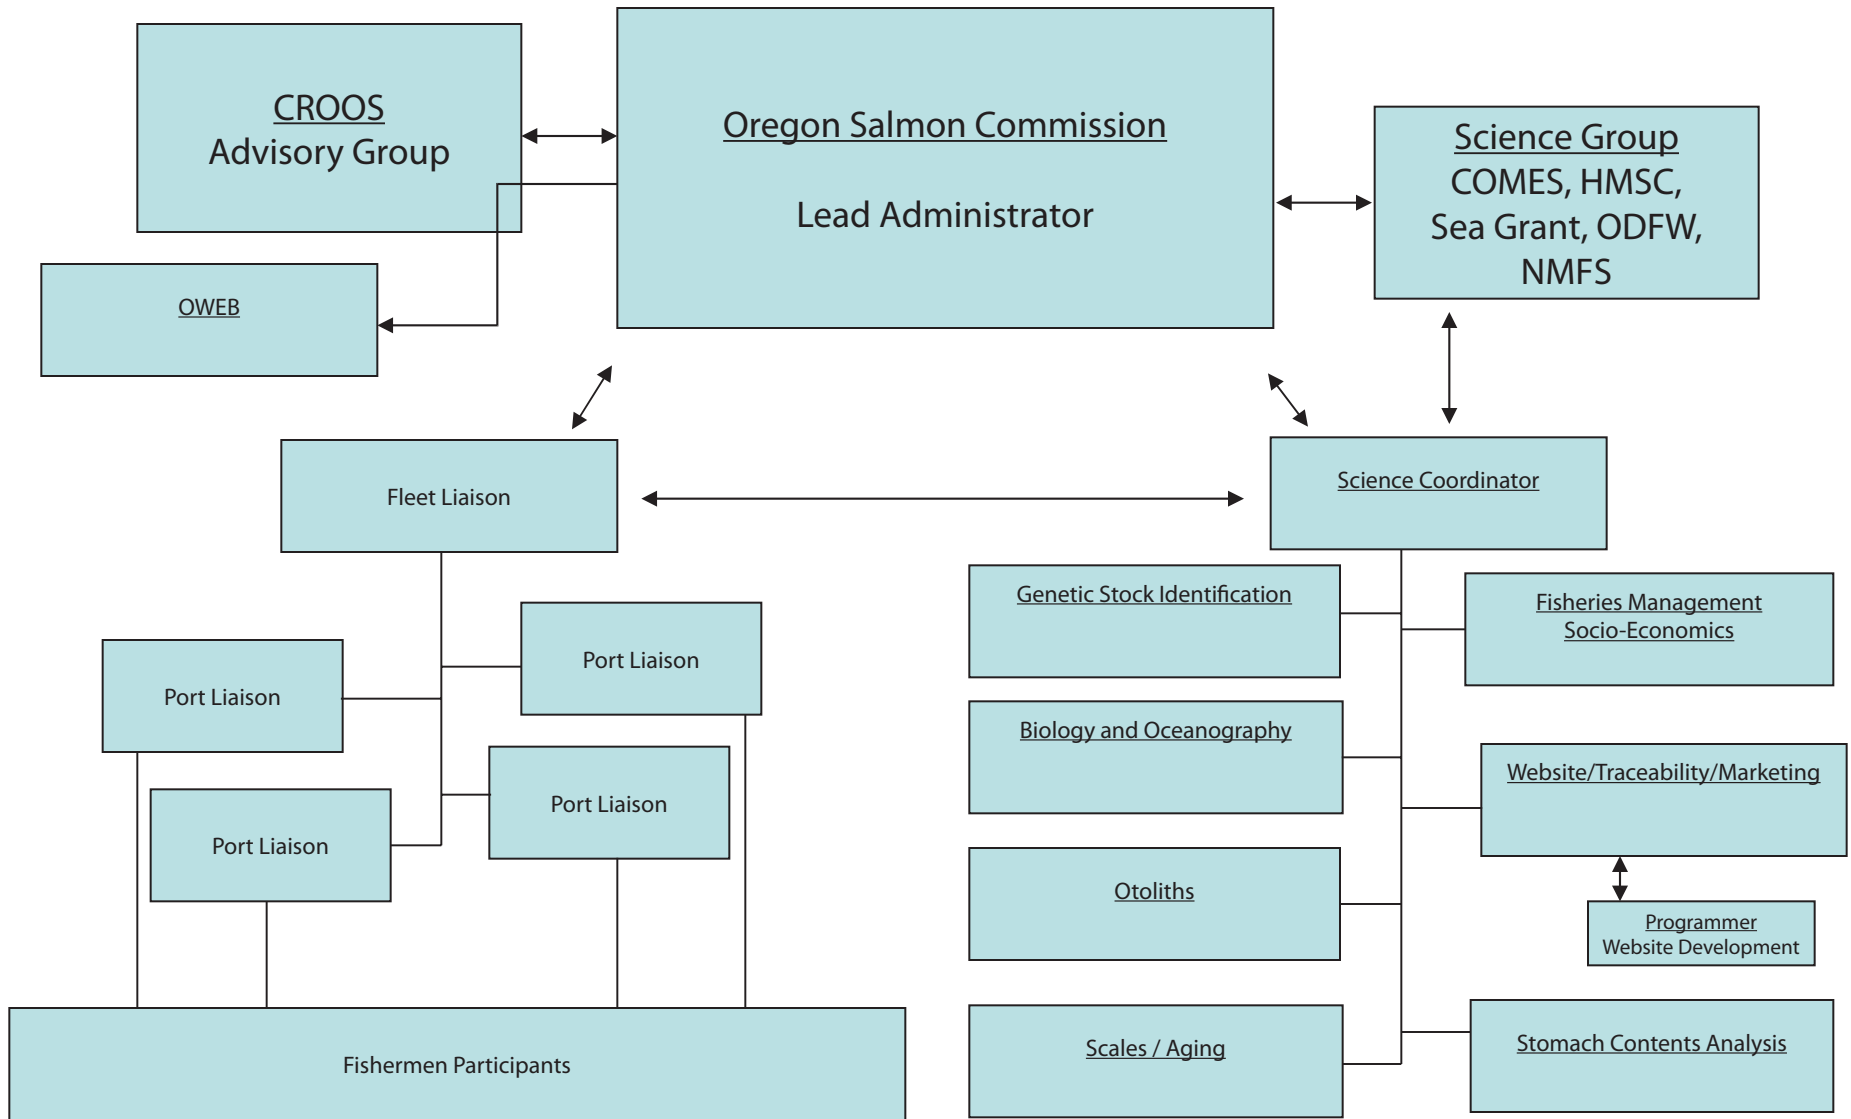 CROOS
Advisory Group
Oregon Salmon Commission
Lead Administrator
Science Group
COMES, HMSC,
Sea Grant, ODFW,
NMFS
OWEB
Fleet Liaison
Science Coordinator
Port Liaison
Port Liaison
Port Liaison
Port Liaison
Fishermen Participants
Genetic Stock Identification
Fisheries Management
Socio-Economics
Biology and Oceanography
Website/Traceability/Marketing
Otoliths
Programmer
Website Development
Scales / Aging
Stomach Contents Analysis